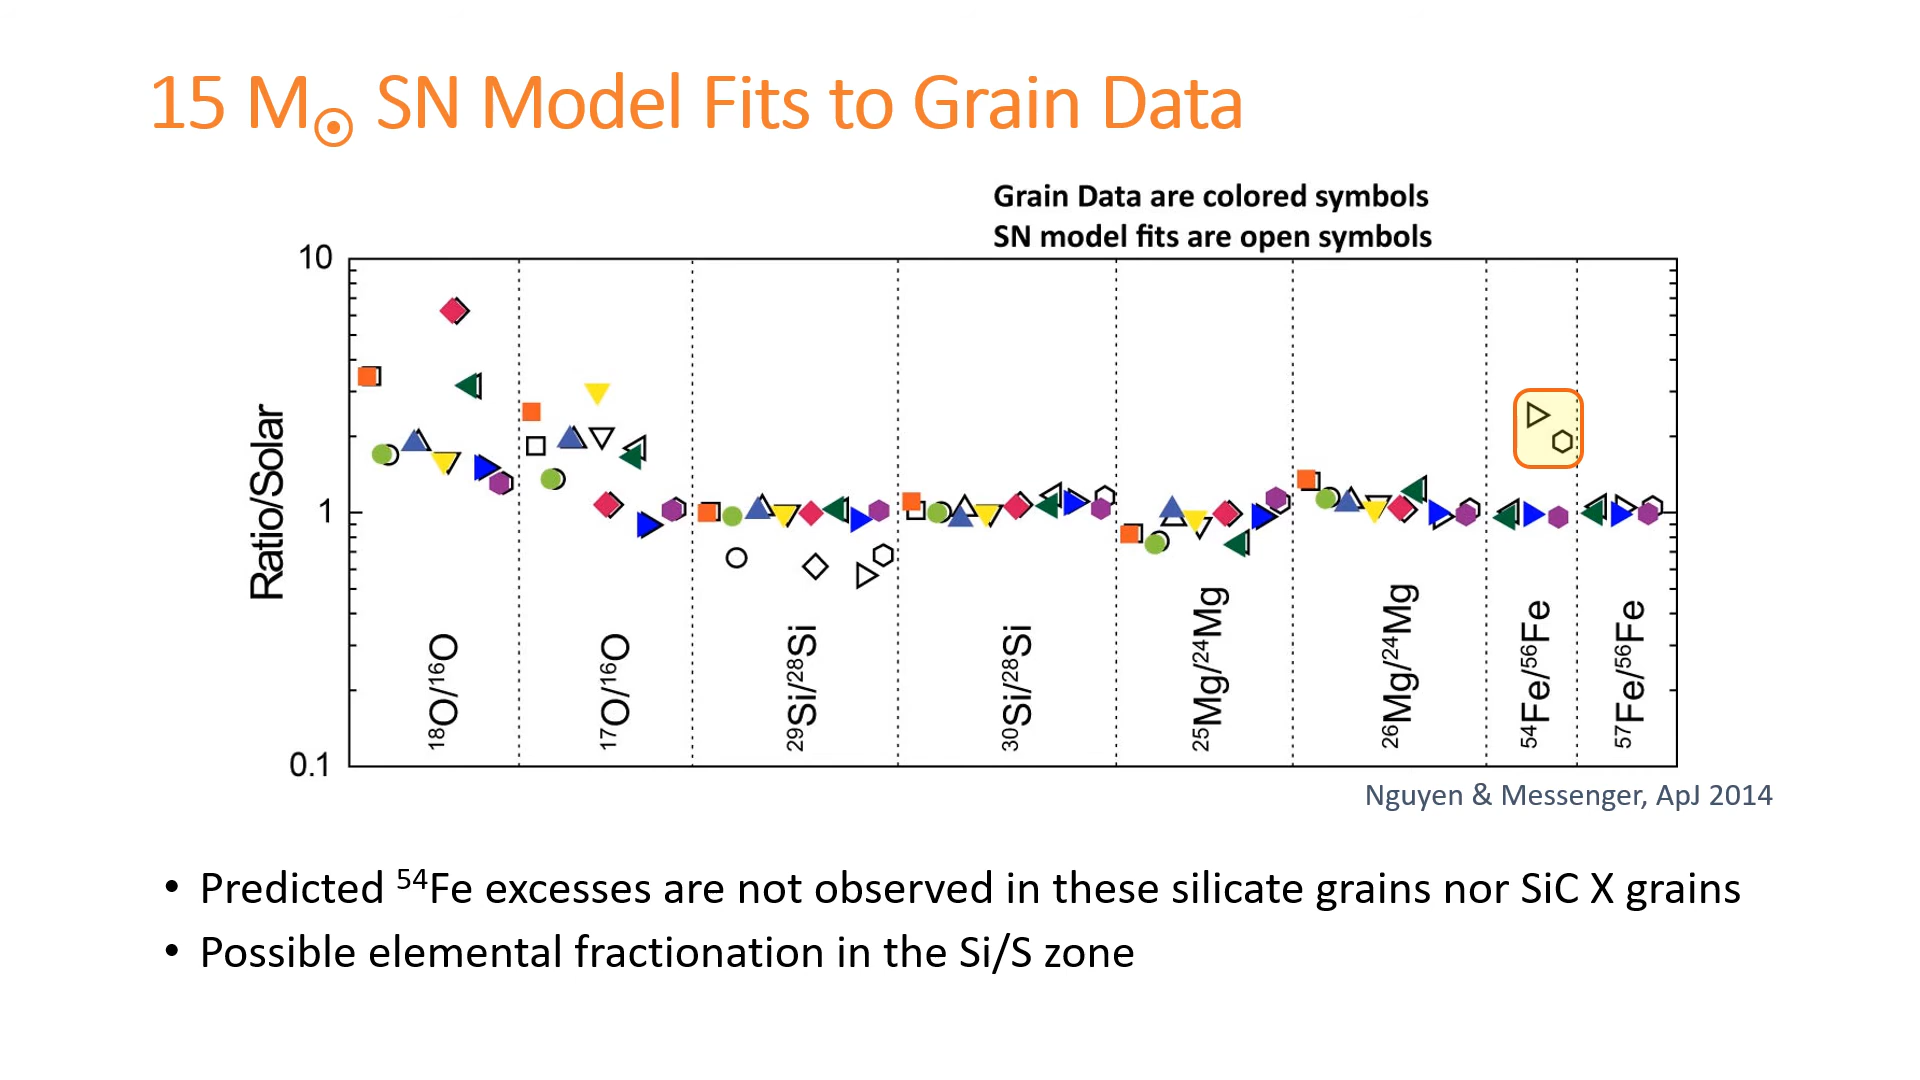 15 M☉ SN Model Fits to Grain Data
Grain Data are colored symbols
SN model fits are open symbols
10
1
0.1
Ratio/Solar
¹⁸O/¹⁶O
¹⁷O/¹⁶O
²⁹Si/²⁸Si
³⁰Si/²⁸Si
²⁵Mg/²⁴Mg
²⁶Mg/²⁴Mg
⁵⁴Fe/⁵⁶Fe
⁵⁷Fe/⁵⁶Fe
Nguyen & Messenger, ApJ 2014
• Predicted ⁵⁴Fe excesses are not observed in these silicate grains nor SiC X grains
• Possible elemental fractionation in the Si/S zone